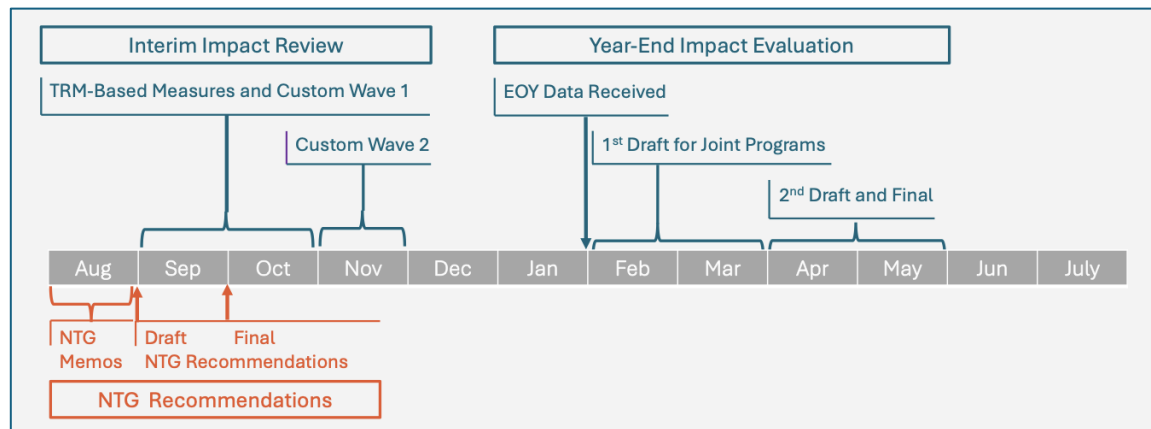 Interim Impact Review
Year-End Impact Evaluation
TRM-Based Measures and Custom Wave 1
EOY Data Received
Custom Wave 2
1st Draft for Joint Programs
2nd Draft and Final
Aug Sep Oct Nov Dec Jan Feb Mar Apr May Jun July
NTG
Memos
Draft Final
NTG Recommendations
NTG Recommendations